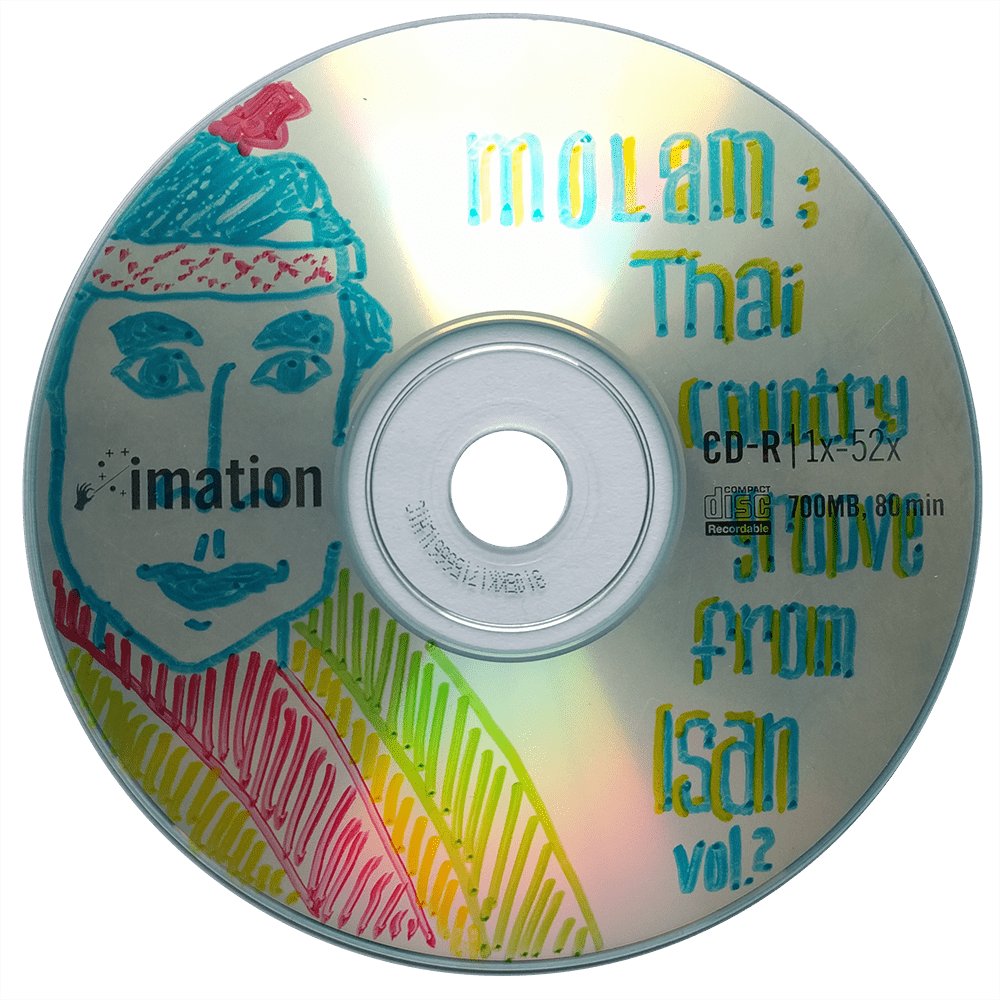 molam;
Thai
country
groove
from
Isan
vol.2
imation
CD-R | 1x-52x
COMPACT
disc
Recordable
700MB, 80 min